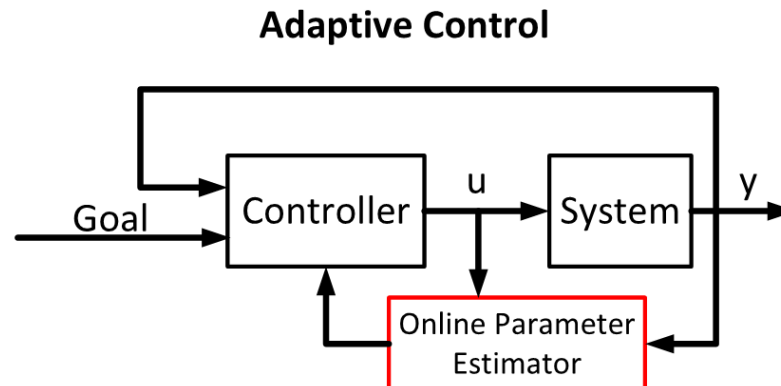 Adaptive Control
Goal
Controller
u
System
y
Online Parameter
Estimator